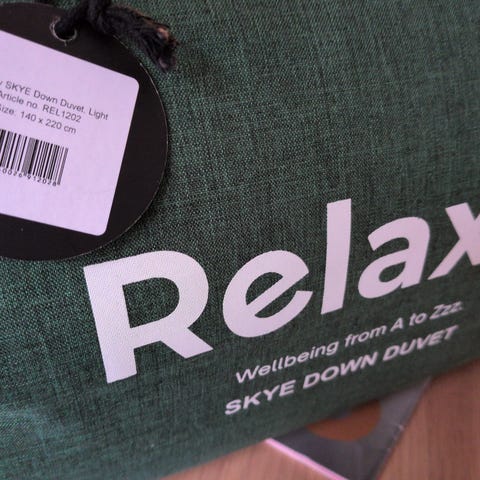 SKYE Down Duvet, Light
Article no. REL1202
Size: 140 x 220 cm
Relax
Wellbeing from A to Zzz.
SKYE DOWN DUVET